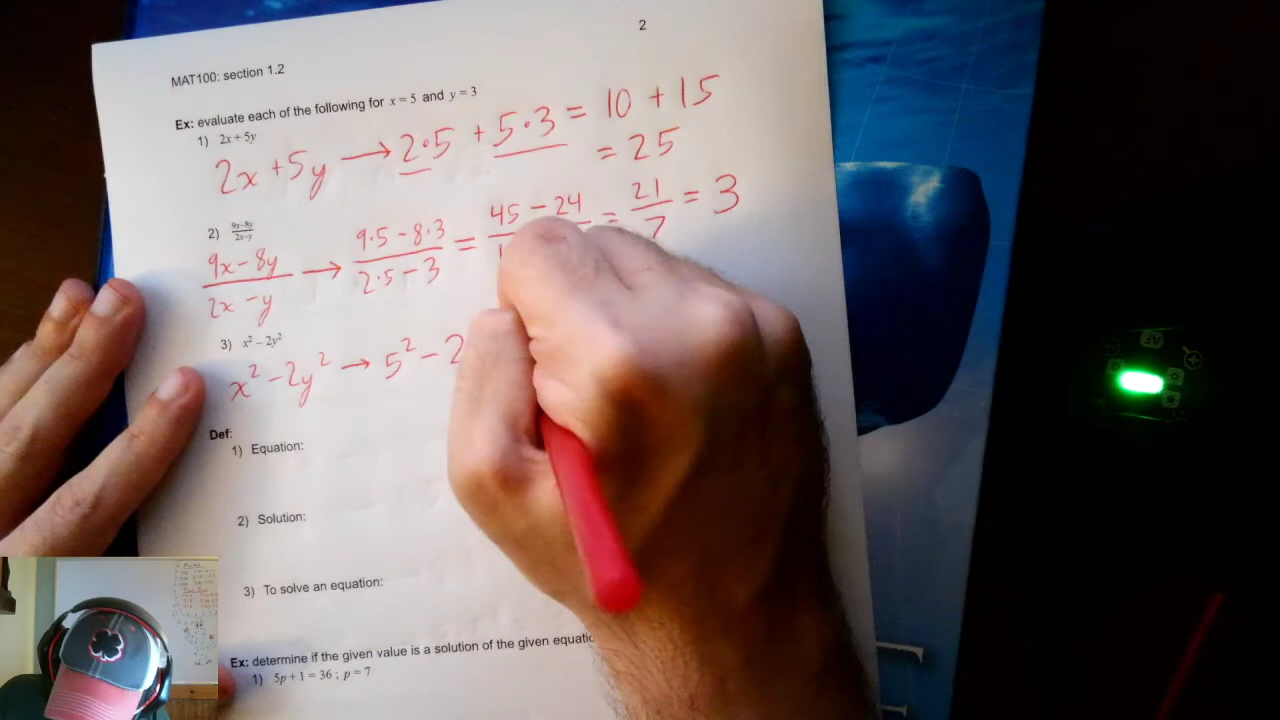 2
MAT100: section 1.2
Ex: evaluate each of the following for x = 5 and y = 3
1) 2x + 5y
2x + 5y → 2·5 + 5·3 = 10 + 15
= 25
2) 9x−8y / 2x−y
9x − 8y / 2x − y → 9·5 − 8·3 / 2·5 − 3 = 45 − 24 = 21 / 7 = 3
3) x² − 2y²
x² − 2y² → 5² − 2
Def:
1) Equation:
2) Solution:
3) To solve an equation:
Ex: determine if the given value is a solution of the given
1) 5p + 1 = 36 ; p = 7
AF